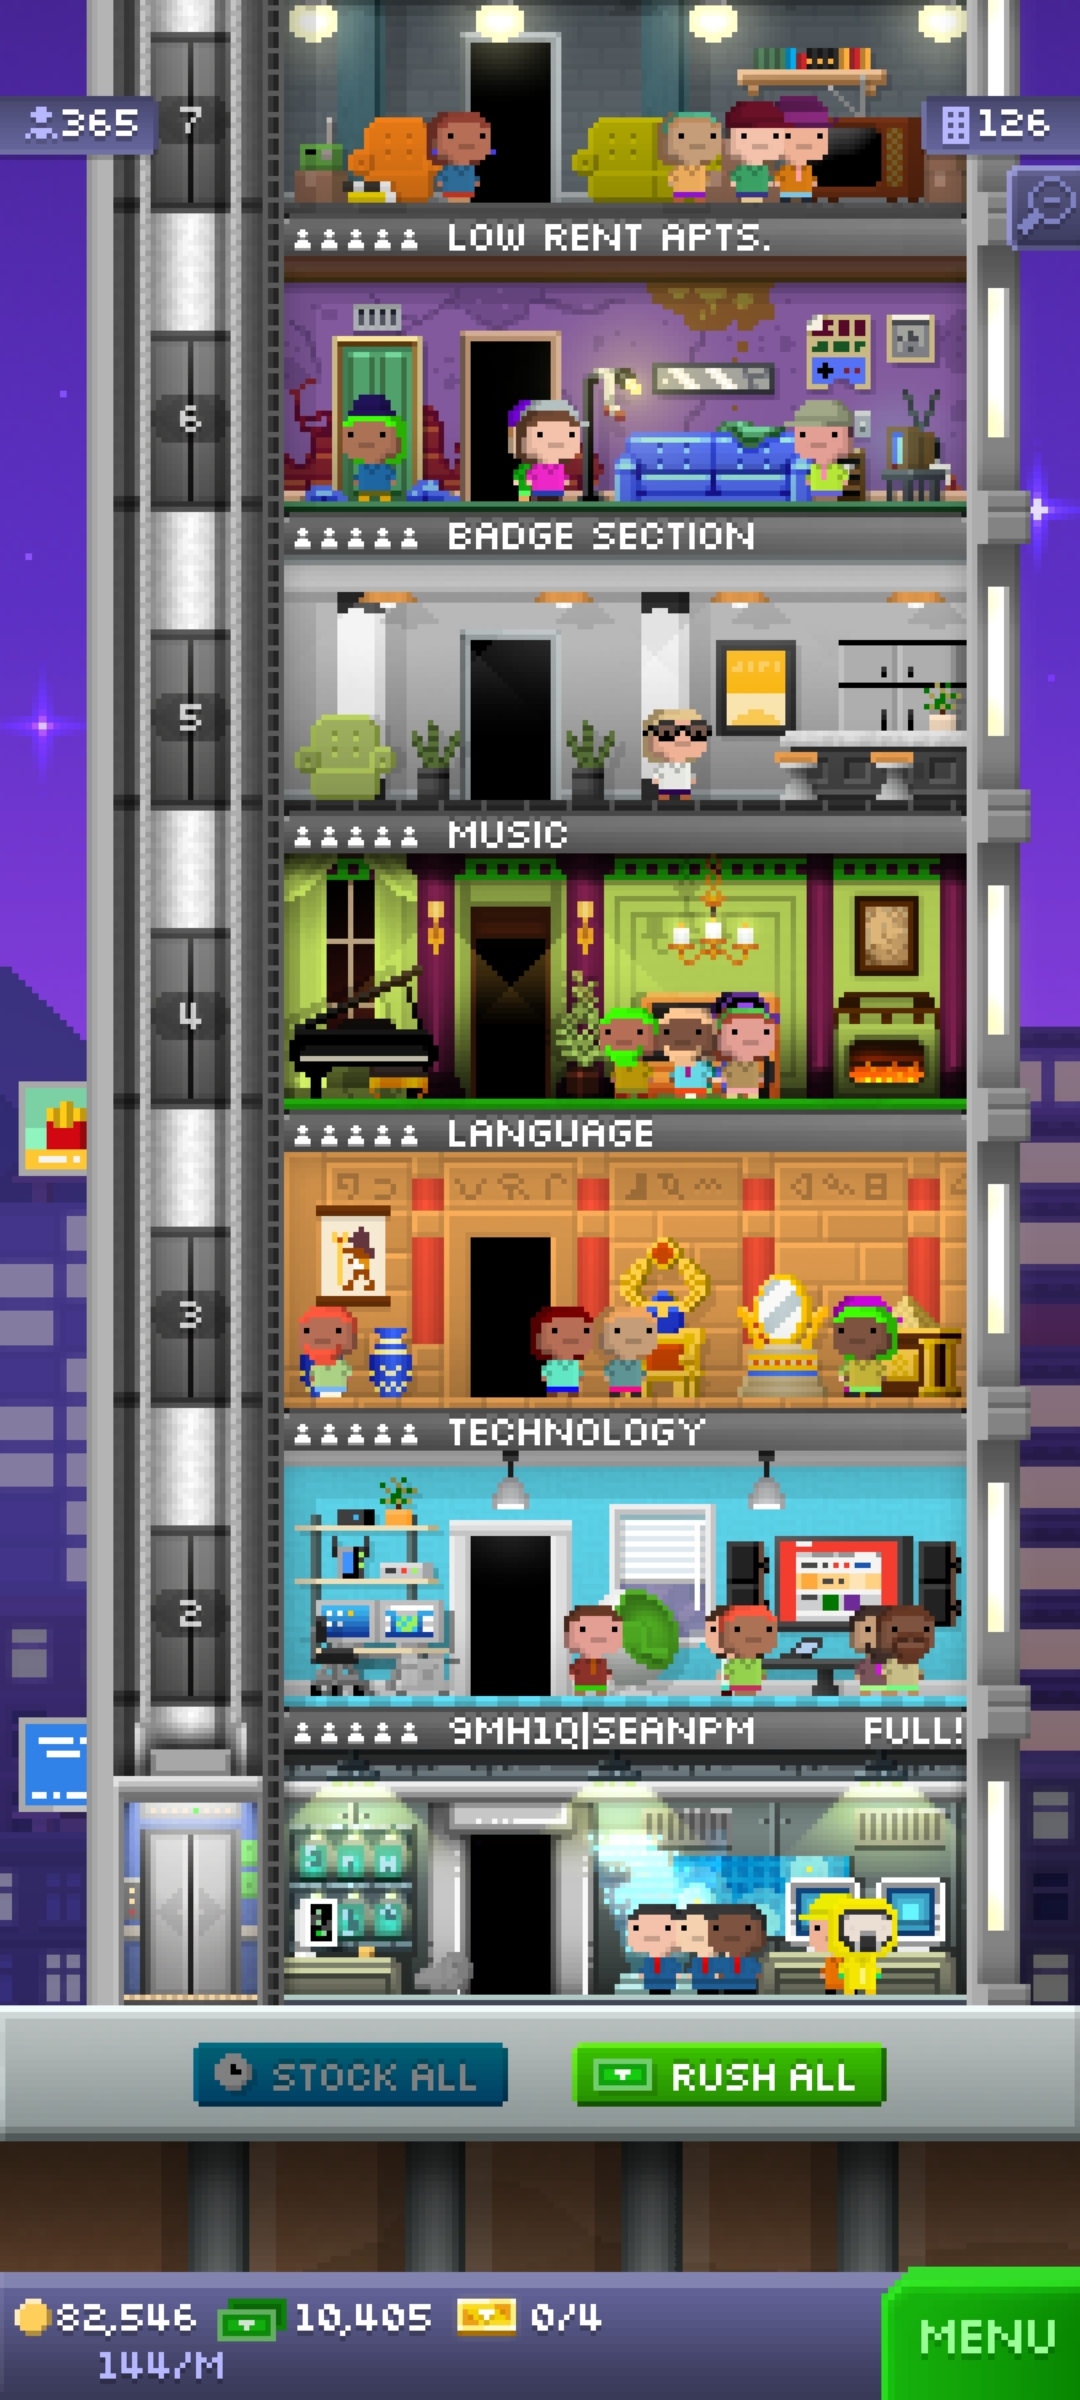 365
7
126
LOW RENT APTS.
6
BADGE SECTION
5
MUSIC
4
LANGUAGE
3
TECHNOLOGY
2
9MH1Q|SEANPM FULL!
STOCK ALL
RUSH ALL
82,546 10,405 0/4
144/M
MENU